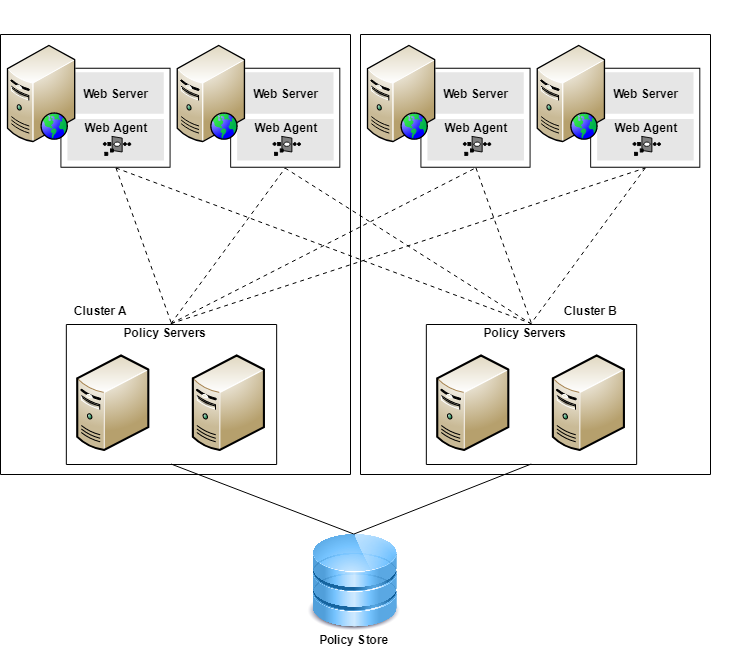 Web Server
Web Agent
Web Server
Web Agent
Web Server
Web Agent
Web Server
Web Agent
Cluster A
Policy Servers
Cluster B
Policy Servers
Policy Store